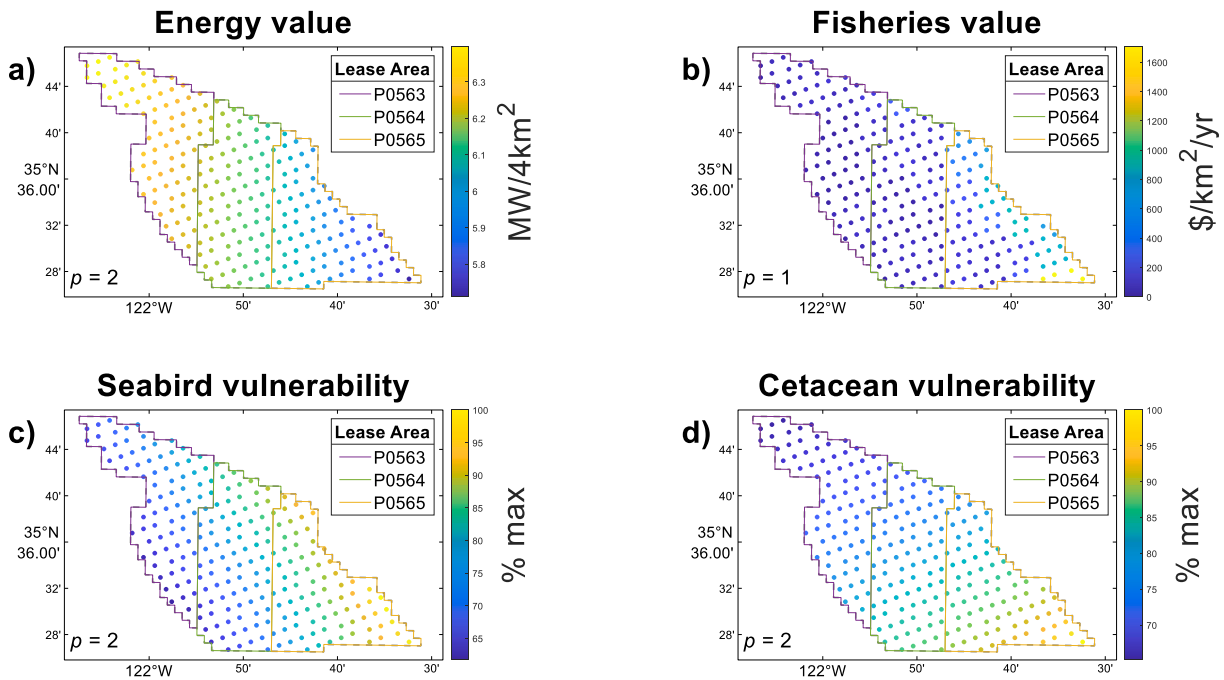 Energy value
a)
Lease Area
P0563
P0564
P0565
44'
40'
35°N
36.00'
32'
28'
p = 2
122°W
50'
40'
30'
6.3
6.2
6.1
6
5.9
5.8
MW/4km²
Fisheries value
b)
Lease Area
P0563
P0564
P0565
44'
40'
35°N
36.00'
32'
28'
p = 1
122°W
50'
40'
30'
1600
1400
1200
1000
800
600
400
200
0
$/km²/yr
Seabird vulnerability
c)
Lease Area
P0563
P0564
P0565
44'
40'
35°N
36.00'
32'
28'
p = 2
122°W
50'
40'
30'
100
95
90
85
80
75
70
65
% max
Cetacean vulnerability
d)
Lease Area
P0563
P0564
P0565
44'
40'
35°N
36.00'
32'
28'
p = 2
122°W
50'
40'
30'
100
95
90
85
80
75
70
% max